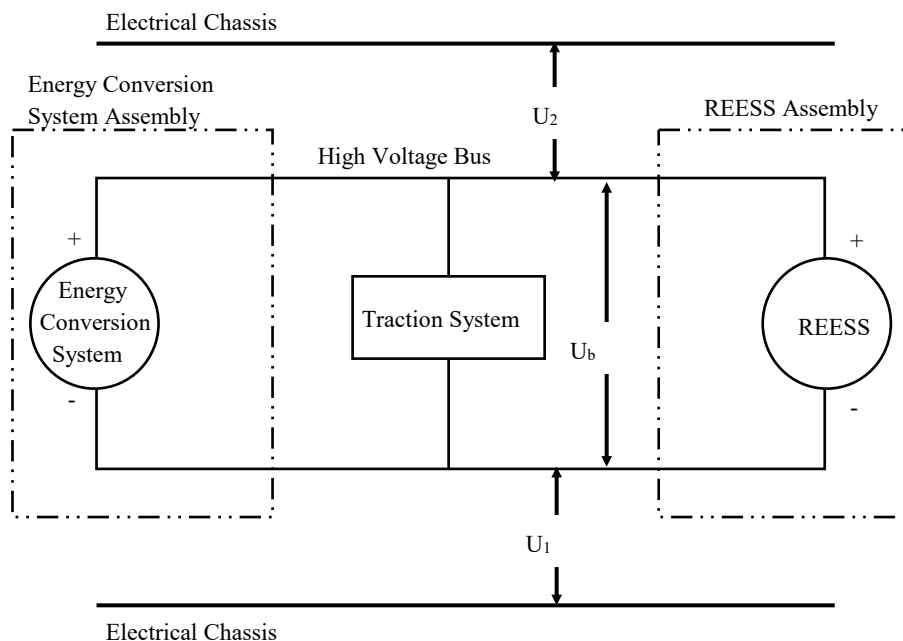 Electrical Chassis
Energy Conversion
System Assembly
U2
REESS Assembly
High Voltage Bus
+
+
Energy
Conversion
System
Traction System
REESS
Ub
-
-
U1
Electrical Chassis